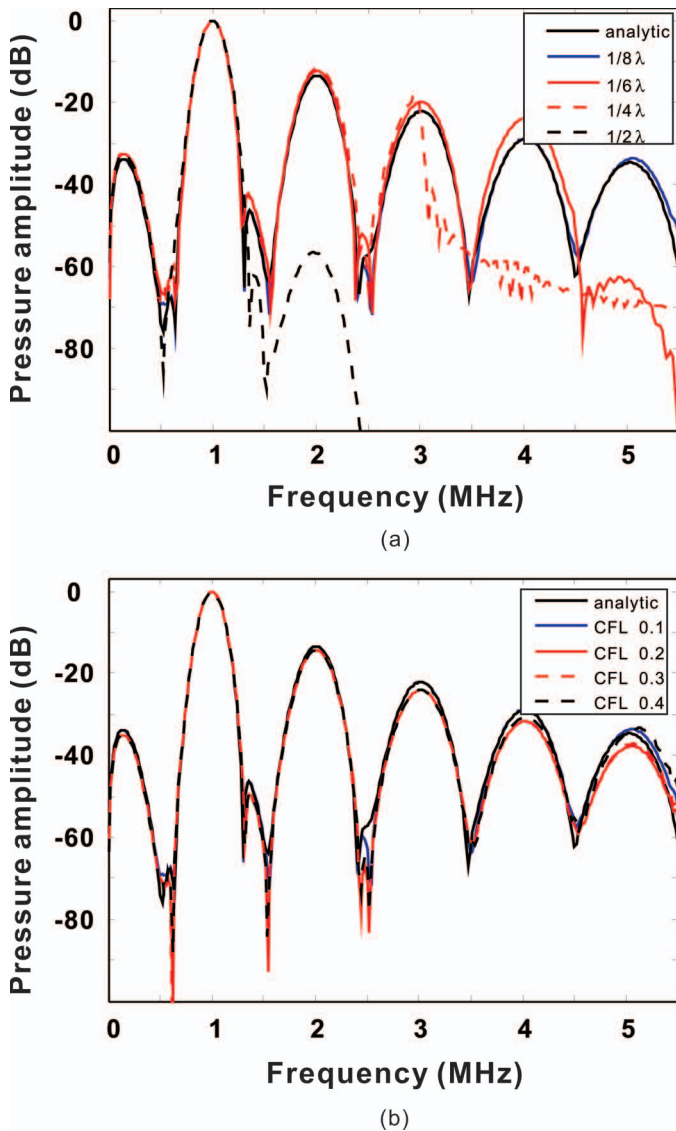 0
-20
-40
-60
-80
Pressure amplitude (dB)
analytic
1/8 λ
1/6 λ
1/4 λ
1/2 λ
0 1 2 3 4 5
Frequency (MHz)
(a)
0
-20
-40
-60
-80
Pressure amplitude (dB)
analytic
CFL 0.1
CFL 0.2
CFL 0.3
CFL 0.4
0 1 2 3 4 5
Frequency (MHz)
(b)